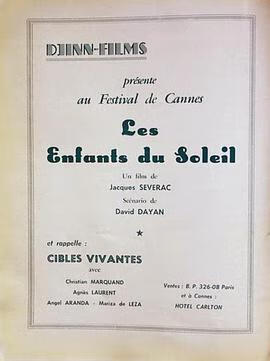 DJINN-FILMS
présente
au Festival de Cannes
Les
Enfants du Soleil
Un film de
Jacques SEVERAC
Scénario de
David DAYAN
et rappelle :
CIBLES VIVANTES
avec
Christian MARQUAND
Agnès LAURENT
Angel ARANDA - Mariza de LEZA
Ventes : B. P. 326-08 Paris
et à Cannes :
HOTEL CARLTON